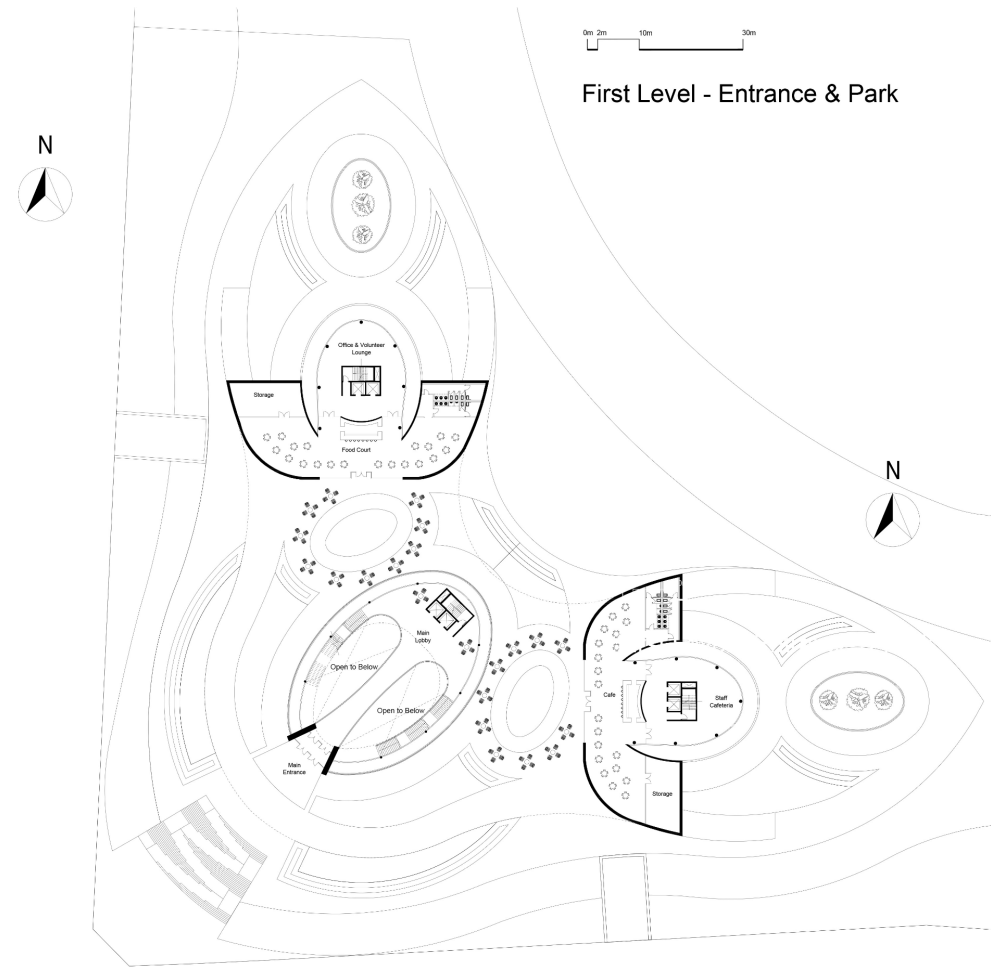 0m 2m 10m 30m
First Level - Entrance & Park
N
Office & Volunteer
Lounge
Storage
Food Court
N
Main
Lobby
Open to Below
Open to Below
Cafe
Staff
Cafeteria
Main
Entrance
Storage